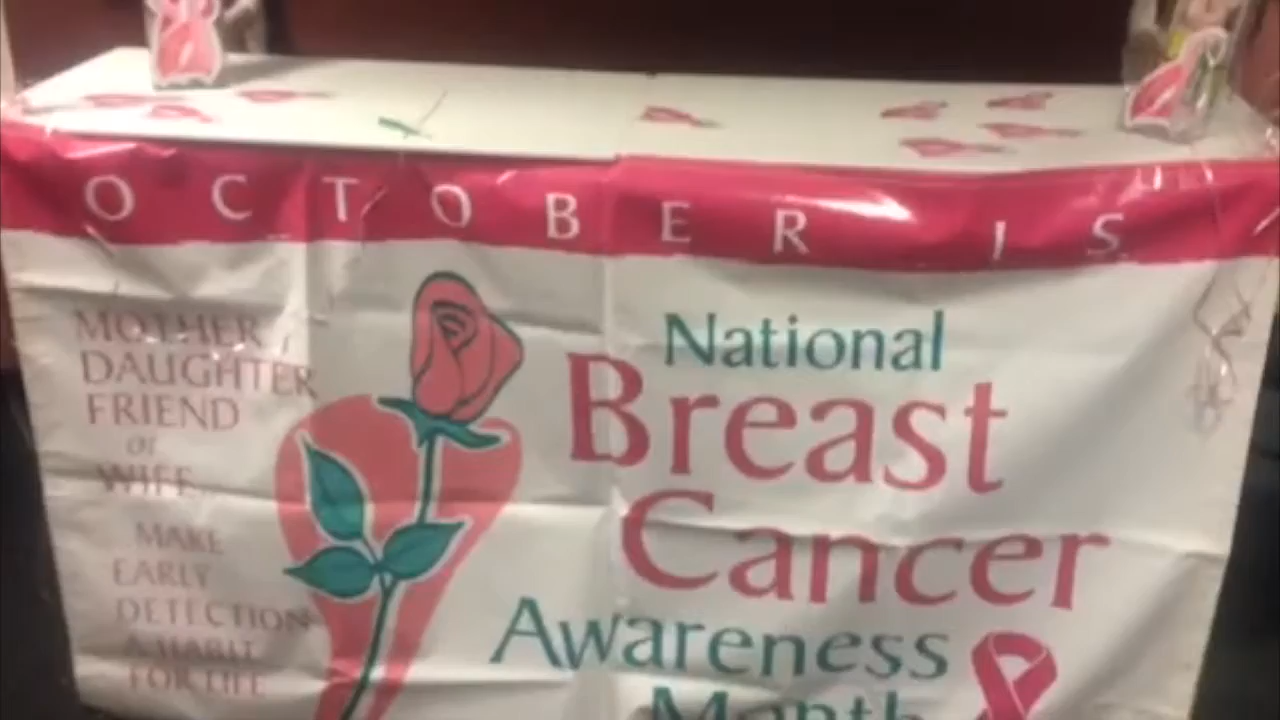 OCTOBER IS
MOTHER,
DAUGHTER
FRIEND
or
WIFE...
MAKE
EARLY
DETECTION
A HABIT
FOR LIFE
National
Breast
Cancer
Awareness
Month